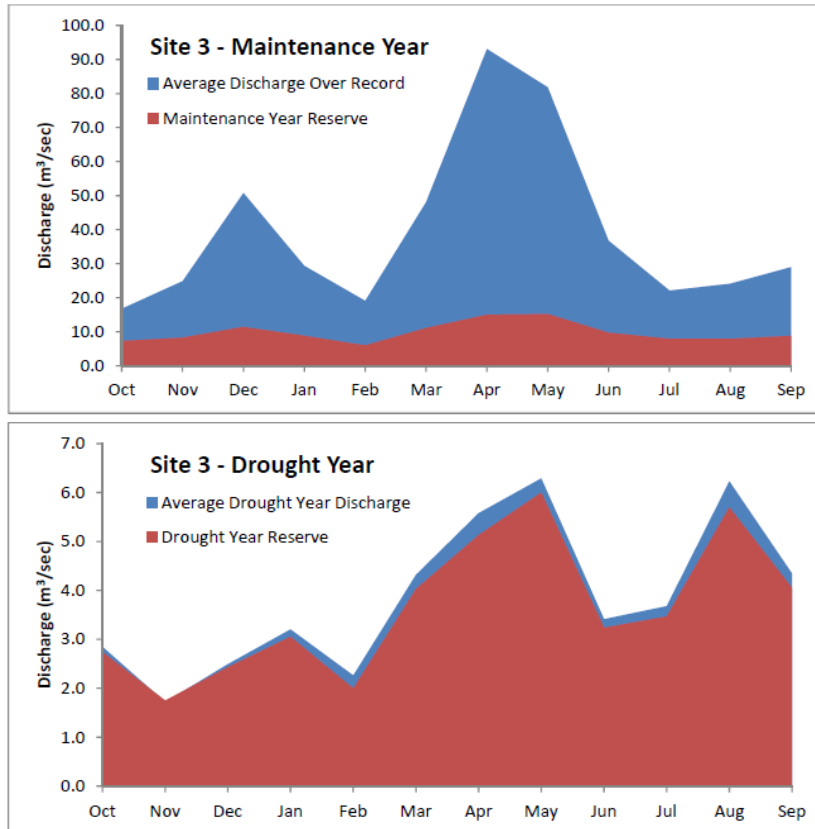 Site 3 - Maintenance Year
Average Discharge Over Record
Maintenance Year Reserve
Discharge (m³/sec)
100.0
90.0
80.0
70.0
60.0
50.0
40.0
30.0
20.0
10.0
0.0
Oct Nov Dec Jan Feb Mar Apr May Jun Jul Aug Sep
Site 3 - Drought Year
Average Drought Year Discharge
Drought Year Reserve
Discharge (m³/sec)
7.0
6.0
5.0
4.0
3.0
2.0
1.0
0.0
Oct Nov Dec Jan Feb Mar Apr May Jun Jul Aug Sep